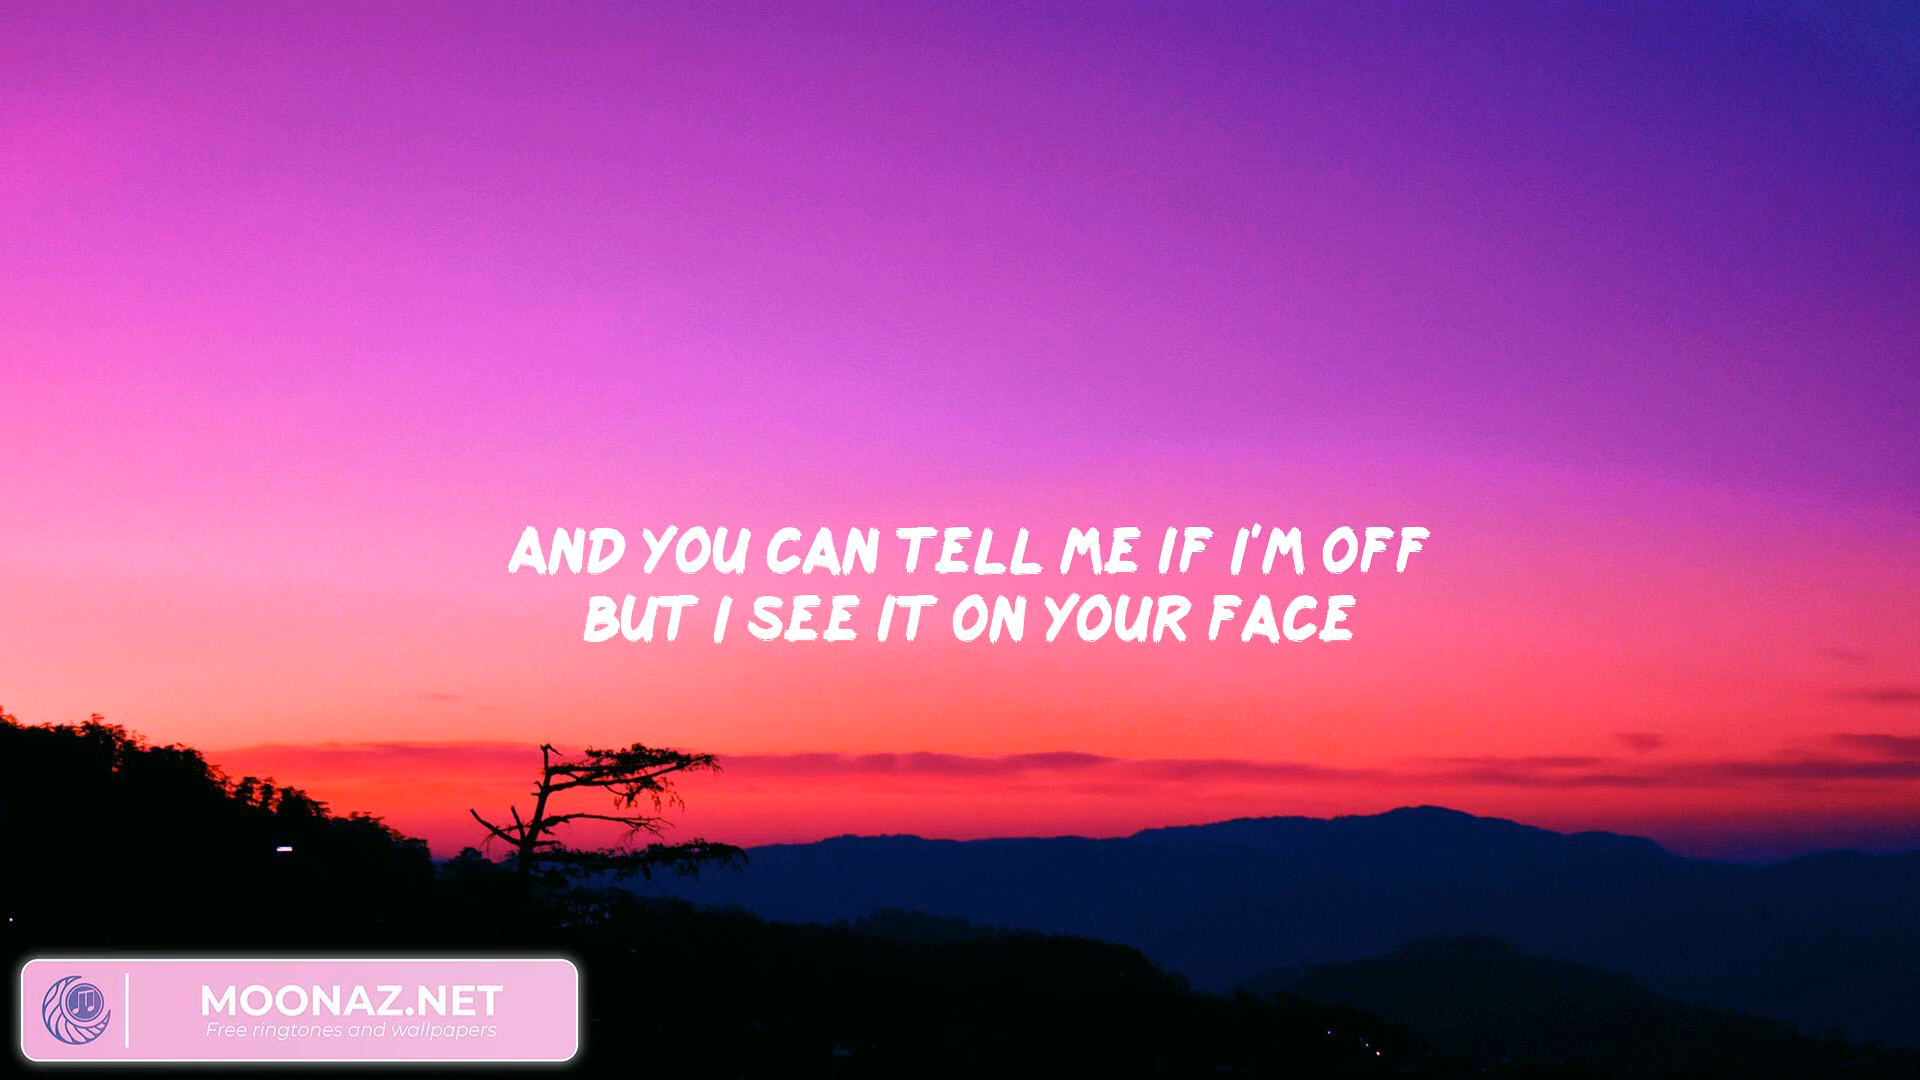 AND YOU CAN TELL ME IF I'M OFF
BUT I SEE IT ON YOUR FACE
MOONAZ.NET
Free ringtones and wallpapers